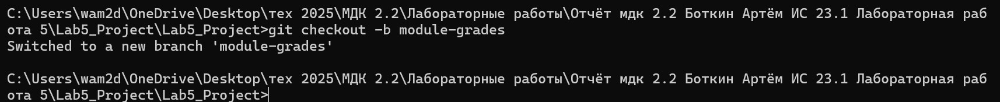 C:\Users\wam2d\OneDrive\Desktop\тех 2025\МДК 2.2\Лабораторные работы\Отчёт мдк 2.2 Боткин Артём ИС 23.1 Лабораторная раб
ота 5\Lab5_Project\Lab5_Project>git checkout -b module-grades
Switched to a new branch 'module-grades'
C:\Users\wam2d\OneDrive\Desktop\тех 2025\МДК 2.2\Лабораторные работы\Отчёт мдк 2.2 Боткин Артём ИС 23.1 Лабораторная раб
ота 5\Lab5_Project\Lab5_Project>